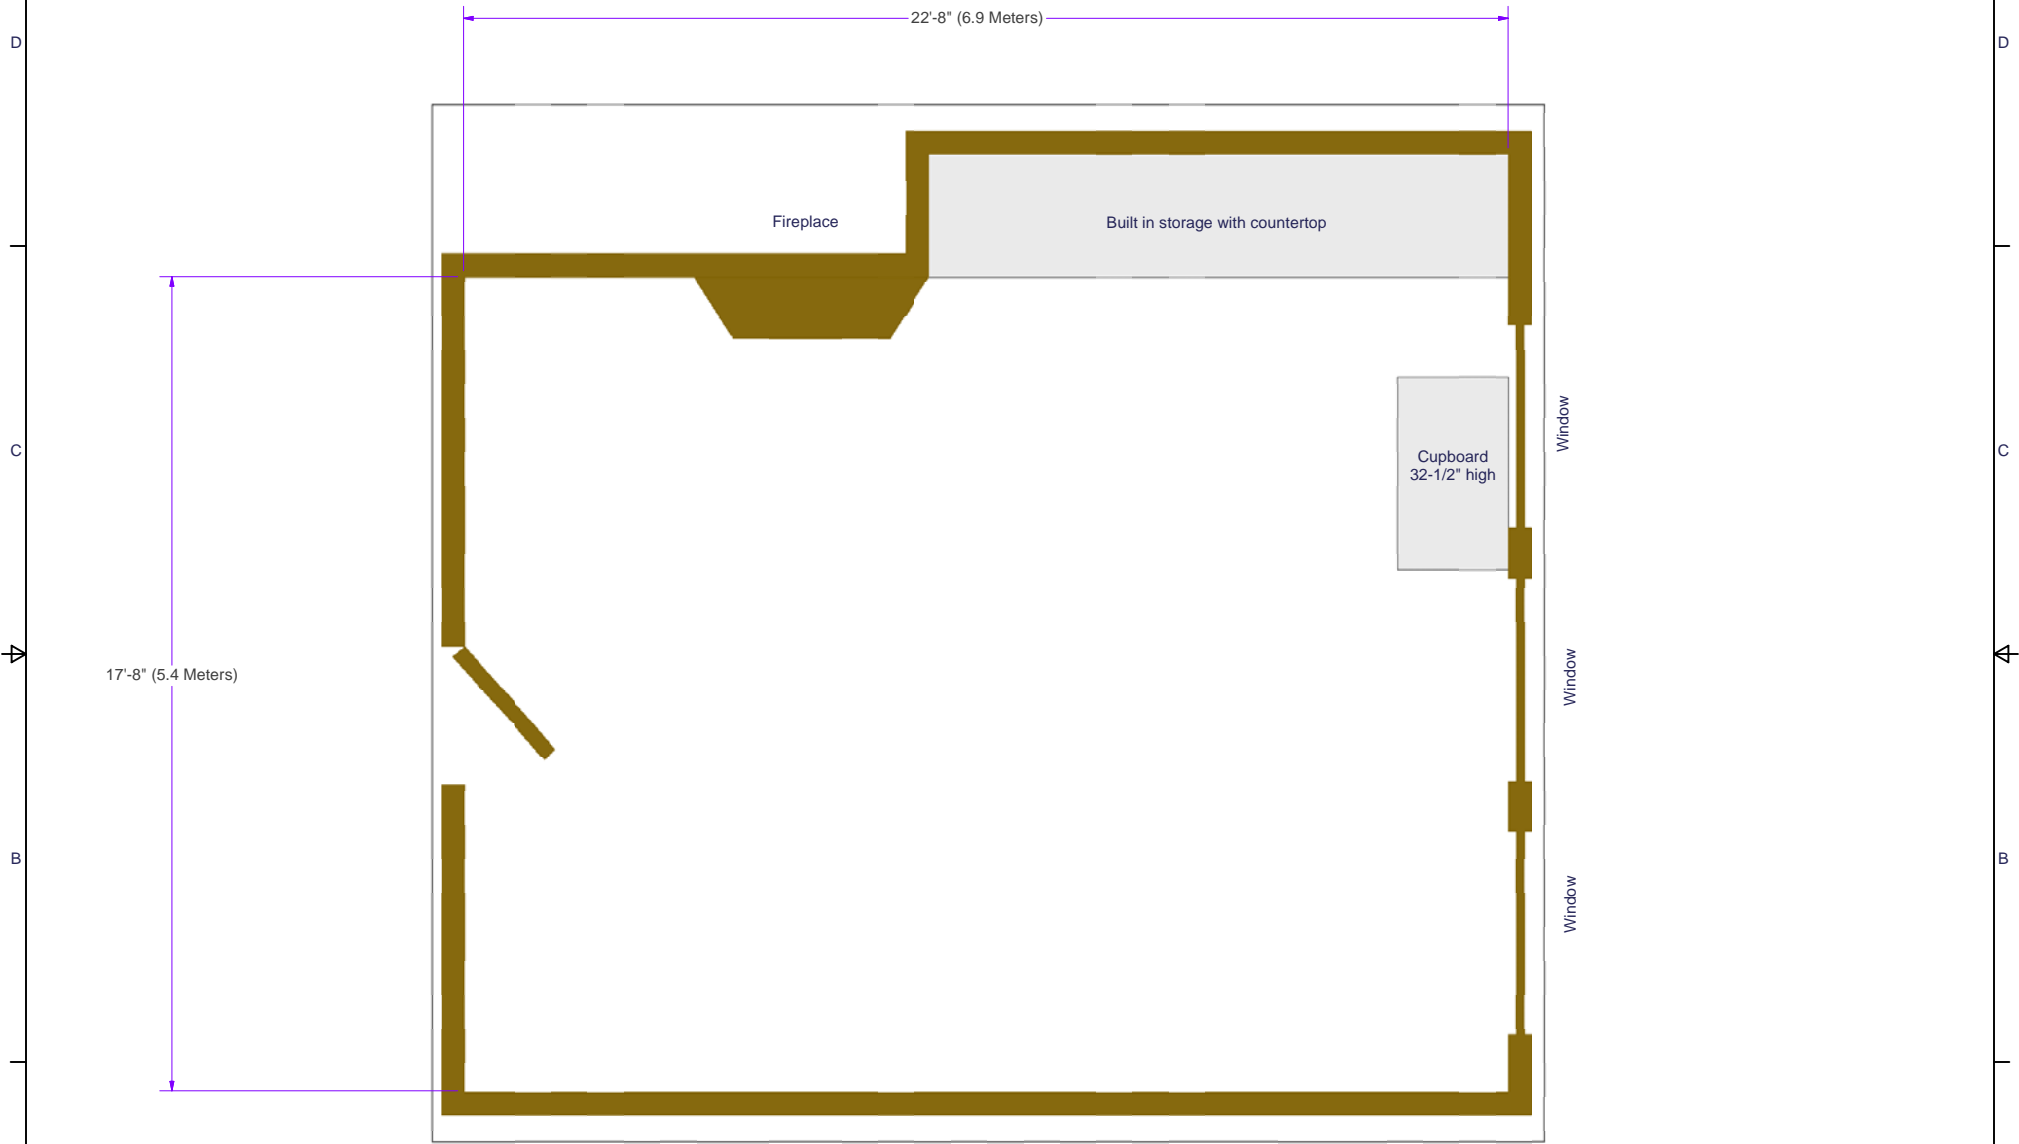 22'-8" (6.9 Meters)
D
D
Fireplace
Built in storage with countertop
Window
C
Cupboard
32-1/2" high
C
17'-8" (5.4 Meters)
Window
B
B
Window